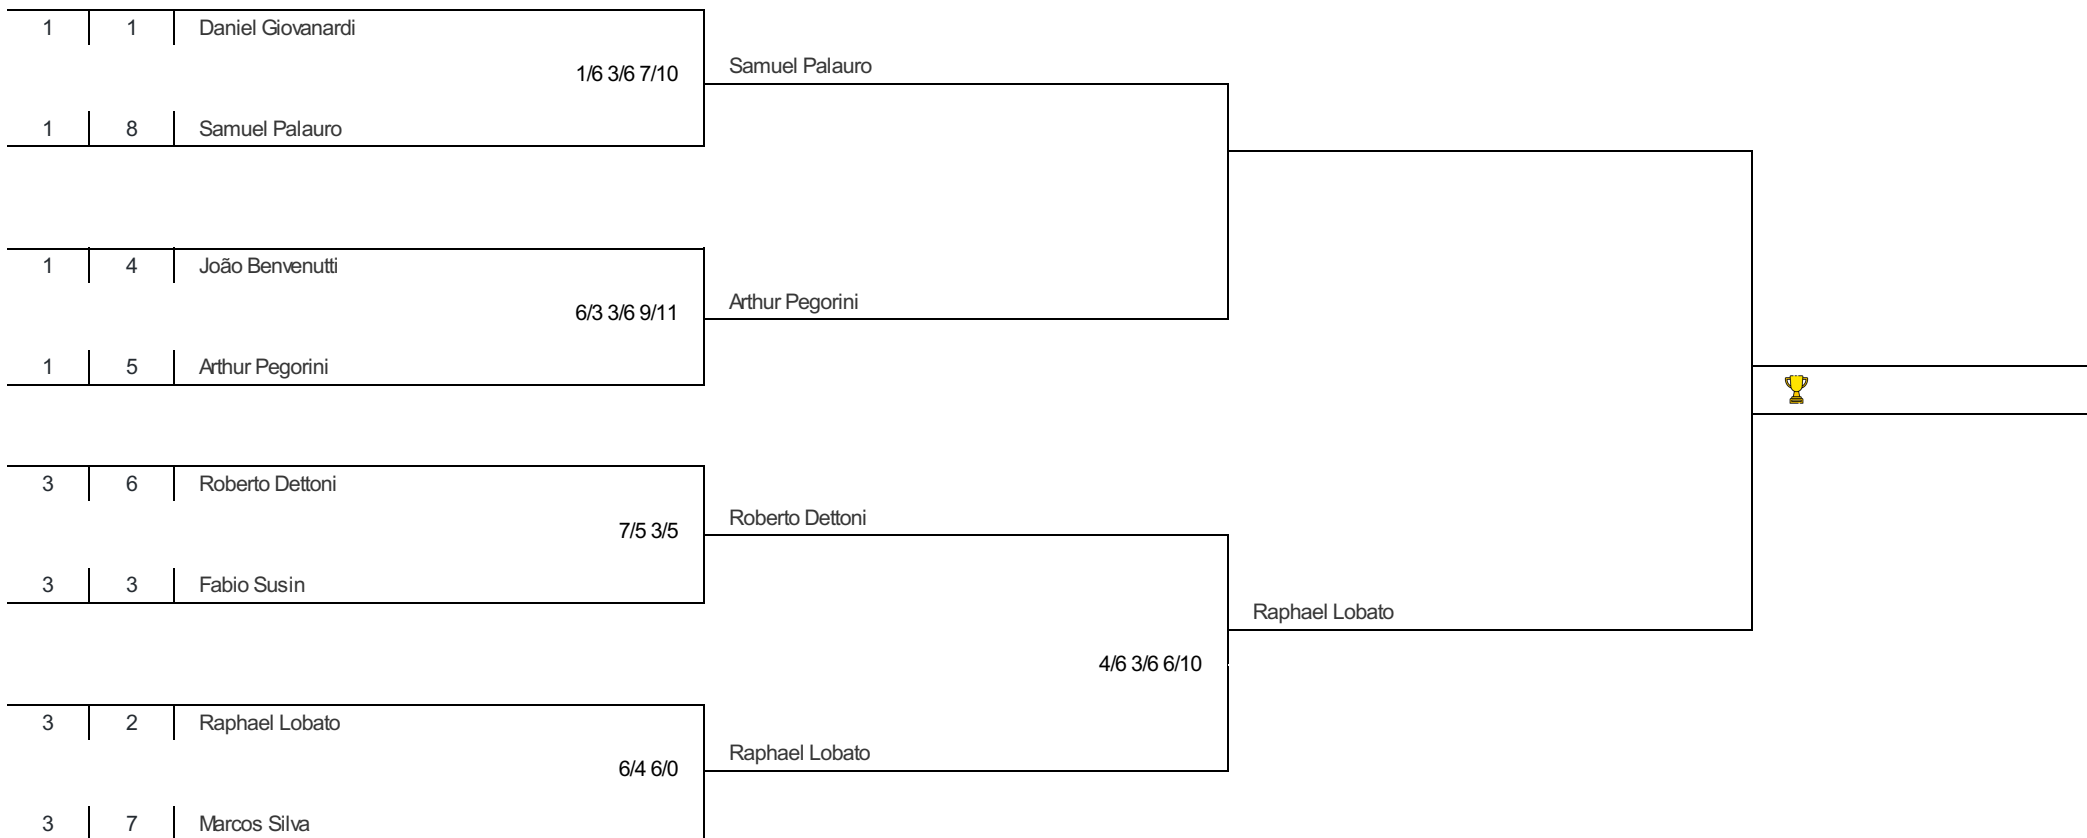 1 1 Daniel Giovanardi
1/6 3/6 7/10
Samuel Palauro
1 8 Samuel Palauro
1 4 João Benvenutti
6/3 3/6 9/11
Arthur Pegorini
1 5 Arthur Pegorini
3 6 Roberto Dettoni
7/5 3/5
Roberto Dettoni
3 3 Fabio Susin
Raphael Lobato
4/6 3/6 6/10
3 2 Raphael Lobato
6/4 6/0
Raphael Lobato
3 7 Marcos Silva